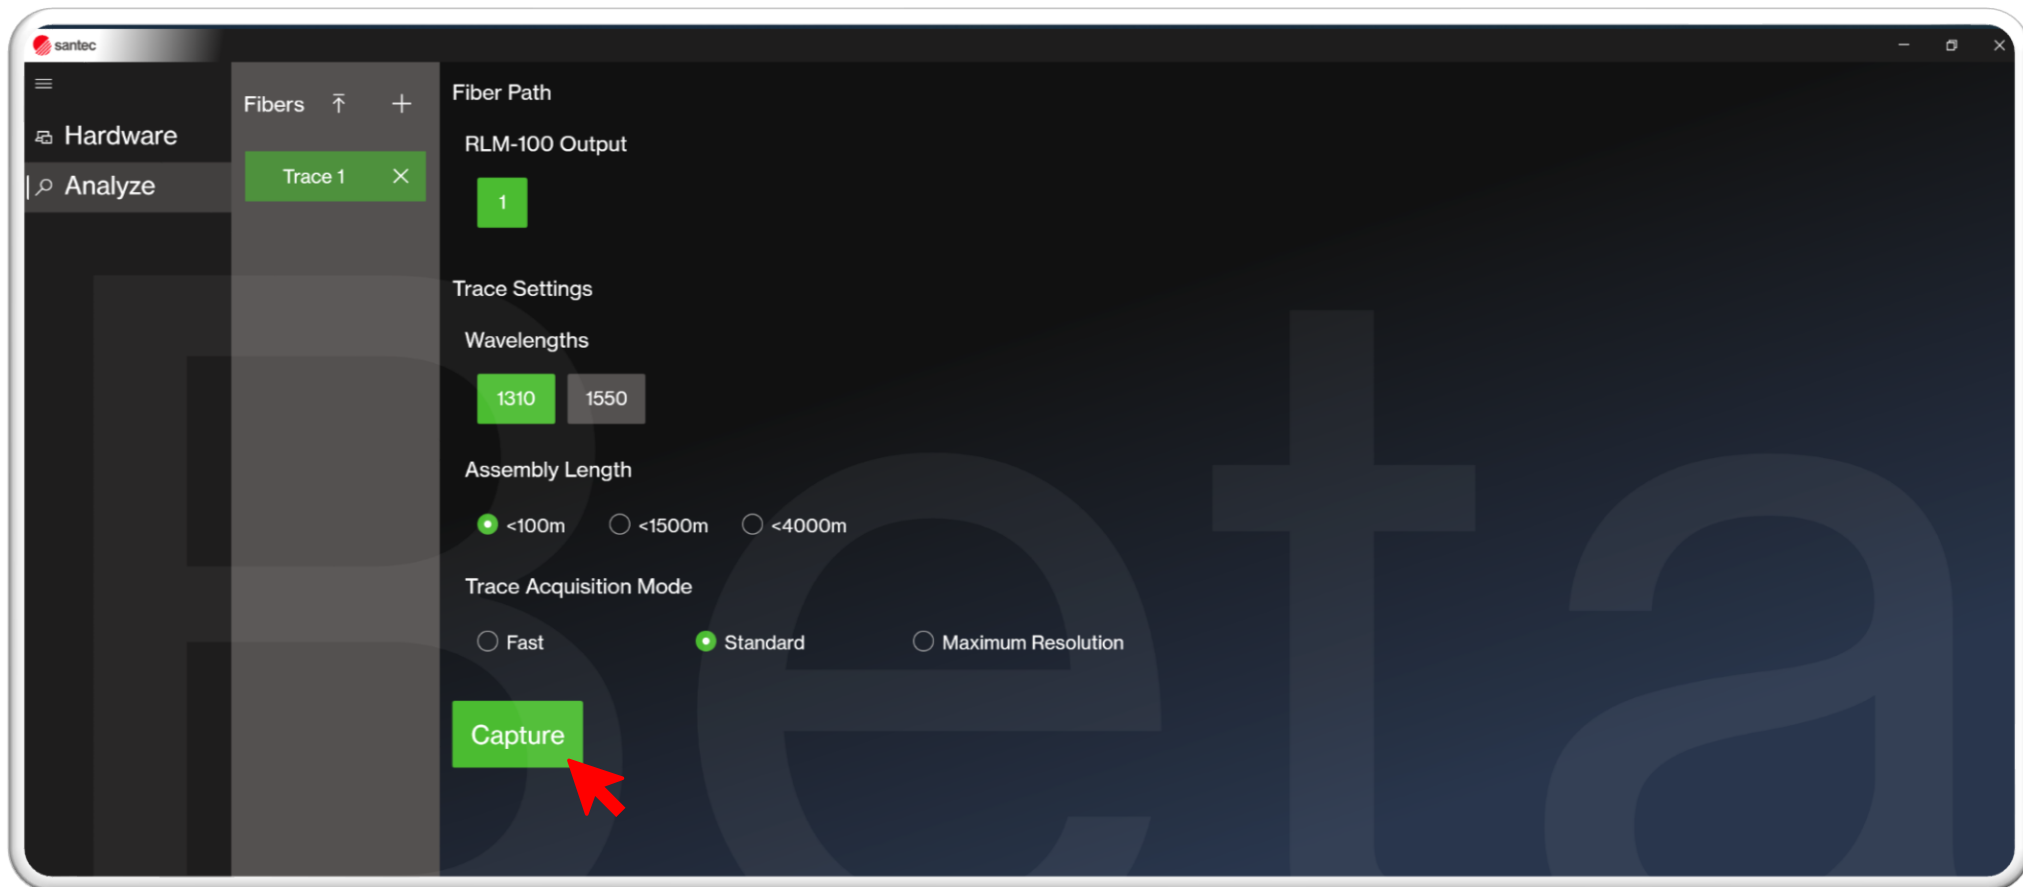 santec
Hardware
Analyze
Fibers
Trace 1
Fiber Path
RLM-100 Output
1
Trace Settings
Wavelengths
1310 1550
Assembly Length
<100m <1500m <4000m
Trace Acquisition Mode
Fast Standard Maximum Resolution
Capture
Beta